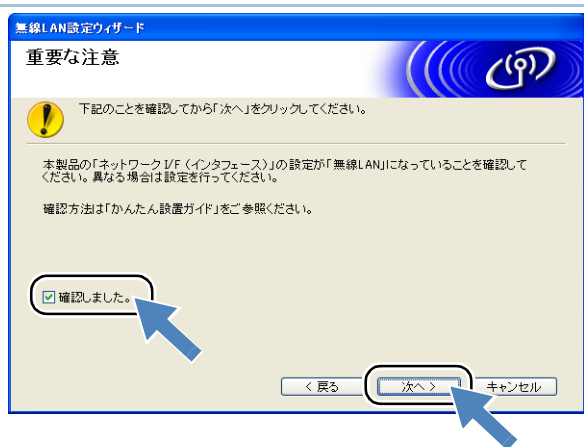 無線LAN設定ウィザード
重要な注意
下記のことを確認してから「次へ」をクリックしてください。
本製品の「ネットワークI/F（インタフェース）」の設定が「無線LAN」になっていることを確認して
ください。異なる場合は設定を行ってください。
確認方法は「かんたん設置ガイド」をご参照ください。
確認しました。
< 戻る 次へ > キャンセル